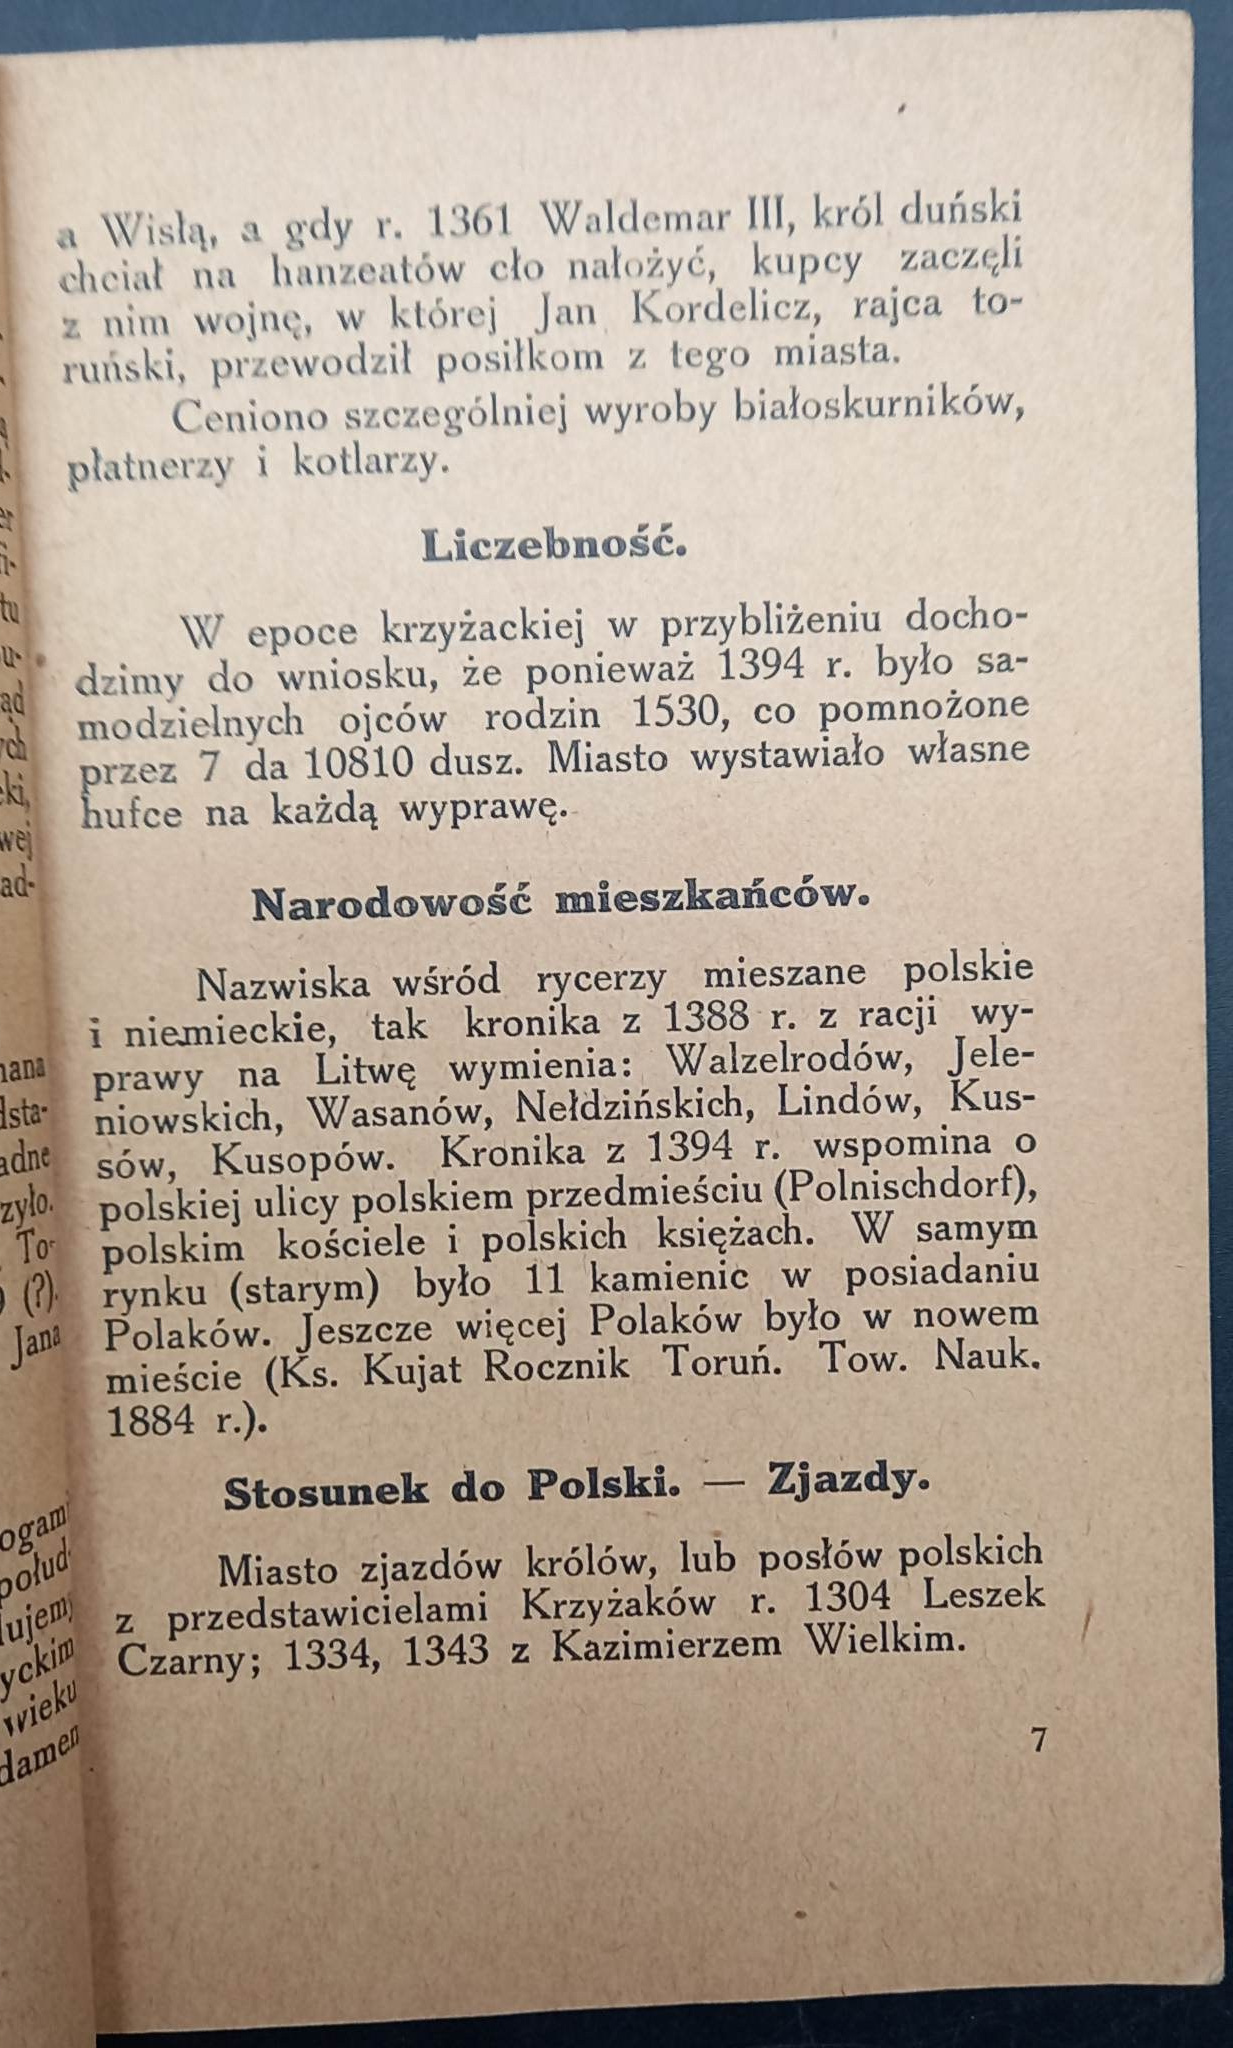 a Wisłą, a gdy r. 1361 Waldemar III, król duński
chciał na hanzeatów cło nałożyć, kupcy zaczęli
z nim wojnę, w której Jan Kordelicz, rajca to-
ruński, przewodził posiłkom z tego miasta.
Ceniono szczególniej wyroby białoskurników,
płatnerzy i kotlarzy.
Liczebność.
W epoce krzyżackiej w przybliżeniu docho-
dzimy do wniosku, że ponieważ 1394 r. było sa-
modzielnych ojców rodzin 1530, co pomnożone
przez 7 da 10810 dusz. Miasto wystawiało własne
hufce na każdą wyprawę.
Narodowość mieszkańców.
Nazwiska wśród rycerzy mieszane polskie
i niemieckie, tak kronika z 1388 r. z racji wy-
prawy na Litwę wymienia: Walzelrodów, Jele-
niowskich, Wasanów, Nełdzińskich, Lindów, Kus-
sów, Kusopów. Kronika z 1394 r. wspomina o
polskiej ulicy polskiem przedmieściu (Polnischdorf),
polskim kościele i polskich księżach. W samym
rynku (starym) było 11 kamienic w posiadaniu
Polaków. Jeszcze więcej Polaków było w nowem
mieście (Ks. Kujat Rocznik Toruń. Tow. Nauk.
1884 r.).
Stosunek do Polski. — Zjazdy.
Miasto zjazdów królów, lub posłów polskich
z przedstawicielami Krzyżaków r. 1304 Leszek
Czarny; 1334, 1343 z Kazimierzem Wielkim.
7